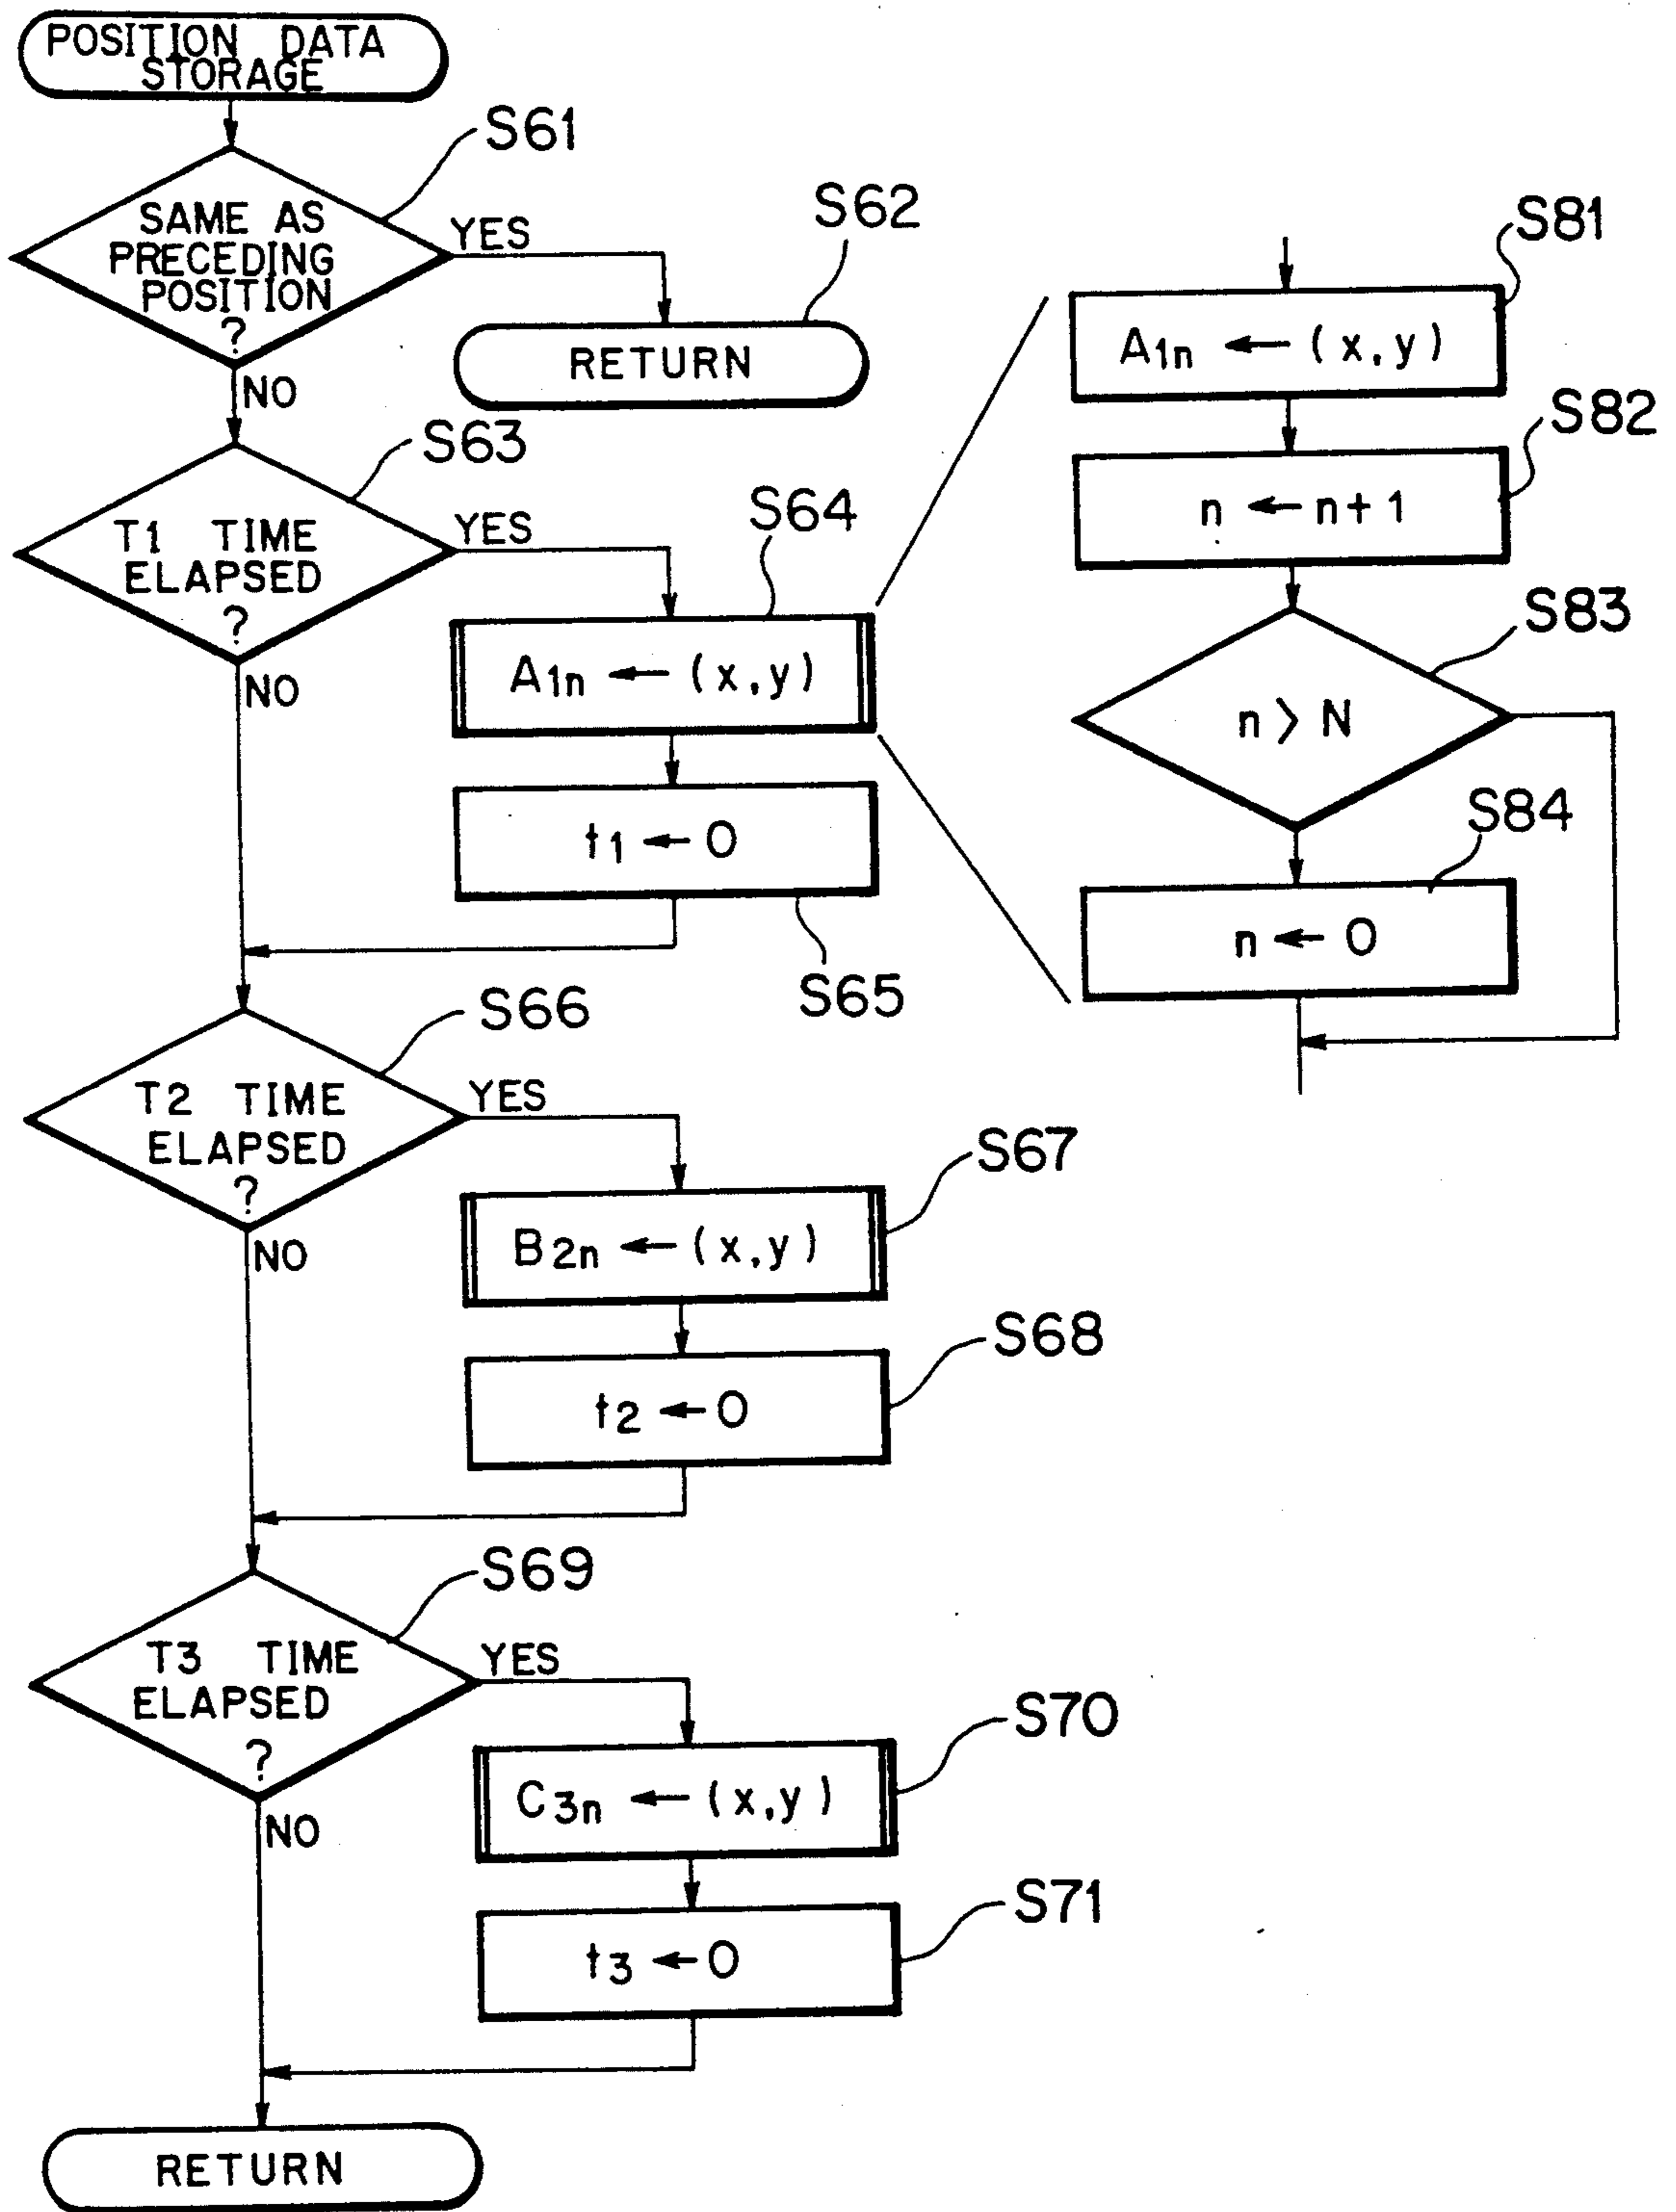 POSITION DATA
STORAGE
S61
SAME AS
PRECEDING
POSITION
?
YES
S62
RETURN
NO
S63
T1 TIME
ELAPSED
?
YES
S64
A1n ← (x,y)
NO
t1 ← 0
S65
S66
T2 TIME
ELAPSED
?
YES
S67
B2n ← (x,y)
NO
S68
t2 ← 0
S69
T3 TIME
ELAPSED
?
YES
S70
C3n ← (x,y)
NO
S71
t3 ← 0
RETURN
S81
A1n ← (x,y)
S82
n ← n+1
S83
n > N
S84
n ← 0